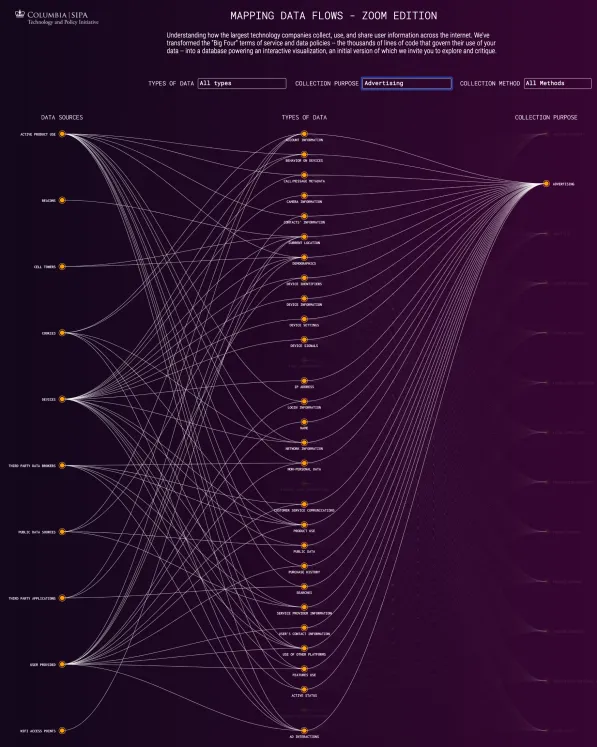 COLUMBIA | SIPA
Technology and Policy Initiative
MAPPING DATA FLOWS - ZOOM EDITION
Understanding how the largest technology companies collect, use, and share user information across the internet. We've
transformed the "Big Four" terms of service and data policies – the thousands of lines of code that govern their use of your
data – into a database powering an interactive visualization, an initial version of which we invite you to explore and critique.
TYPES OF DATA All types COLLECTION PURPOSE Advertising COLLECTION METHOD All Methods
DATA SOURCES
TYPES OF DATA
COLLECTION PURPOSE
ACTIVE PRODUCT USE
BEACONS
CELL TOWERS
COOKIES
DEVICES
THIRD PARTY DATA BROKERS
PUBLIC DATA SOURCES
THIRD PARTY APPLICATIONS
USER PROVIDED
WIFI ACCESS POINTS
ACCOUNT INFORMATION
BEHAVIOR ON DEVICES
CALL/MESSAGE METADATA
CAMERA INFORMATION
CONTACTS' INFORMATION
CURRENT LOCATION
DEMOGRAPHICS
DEVICE IDENTIFIERS
DEVICE INFORMATION
DEVICE SETTINGS
DEVICE SIGNALS
IP ADDRESS
LOGIN INFORMATION
NAME
NETWORK INFORMATION
NON-PERSONAL DATA
CUSTOMER SERVICE COMMUNICATIONS
PRODUCT USE
PUBLIC DATA
PURCHASE HISTORY
SEARCHES
SERVICE PROVIDER INFORMATION
USER'S CONTACT INFORMATION
USE OF OTHER PLATFORMS
FEATURES USE
ACTIVE STATUS
AD INTERACTIONS
ADVERTISING